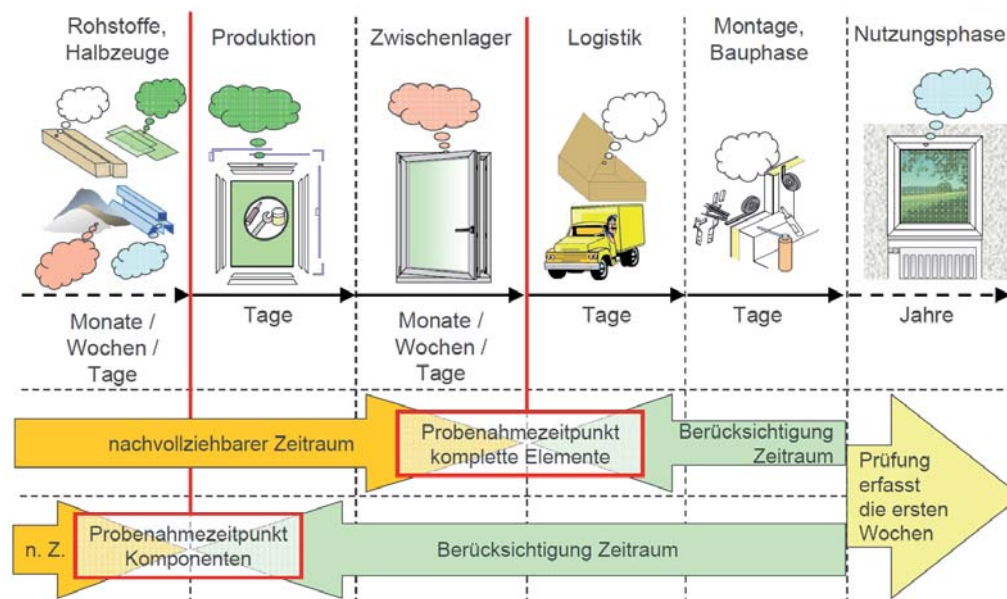 Rohstoffe,
Halbzeuge
Produktion
Zwischenlager
Logistik
Montage,
Bauphase
Nutzungsphase
Monate /
Wochen /
Tage
Tage
Monate /
Wochen /
Tage
Tage
Tage
Jahre
nachvollziehbarer Zeitraum
Probenahmezeitpunkt
komplette Elemente
Berücksichtigung
Zeitraum
Prüfung
erfasst
die ersten
Wochen
n. Z.
Probenahmezeitpunkt
Komponenten
Berücksichtigung Zeitraum